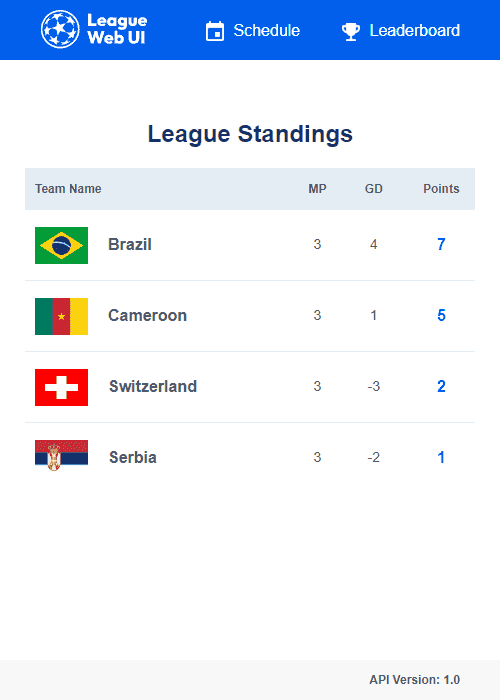 League
Web UI
Schedule
Leaderboard
League Standings
Team Name MP GD Points
Brazil 3 4 7
Cameroon 3 1 5
Switzerland 3 -3 2
Serbia 3 -2 1
API Version: 1.0